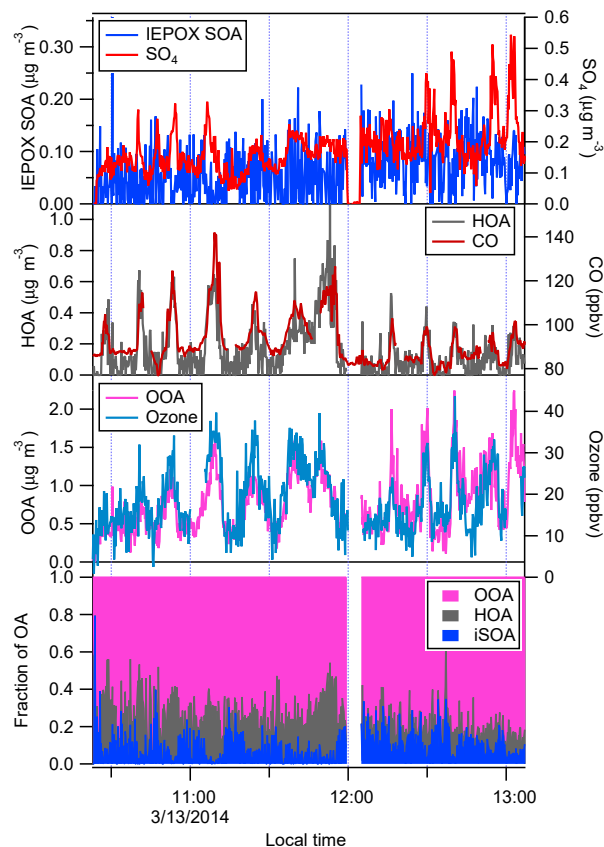 IEPOX SOA
SO4
IEPOX SOA (µg m-3)
0.30
0.20
0.10
0.00
SO4 (µg m-3)
0.6
0.5
0.4
0.3
0.2
0.1
0.0
HOA
CO
HOA (µg m-3)
1.0
0.8
0.6
0.4
0.2
0.0
CO (ppbv)
140
120
100
80
OOA
Ozone
OOA (µg m-3)
2.0
1.5
1.0
0.5
0.0
Ozone (ppbv)
40
30
20
10
0
OOA
HOA
iSOA
Fraction of OA
1.0
0.8
0.6
0.4
0.2
0.0
11:00
12:00
13:00
3/13/2014
Local time